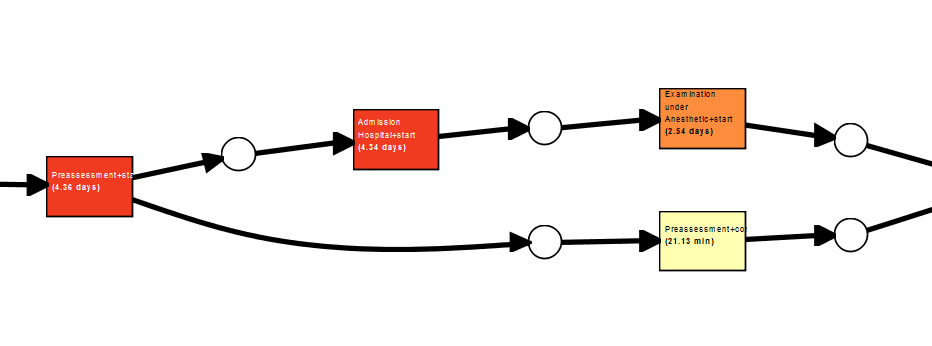 Preassessment+sta
(4.36 days)
Admission
Hospital+start
(4.34 days)
Examination
under
Anesthetic+start
(2.54 days)
Preassessment+co
(21.13 min)